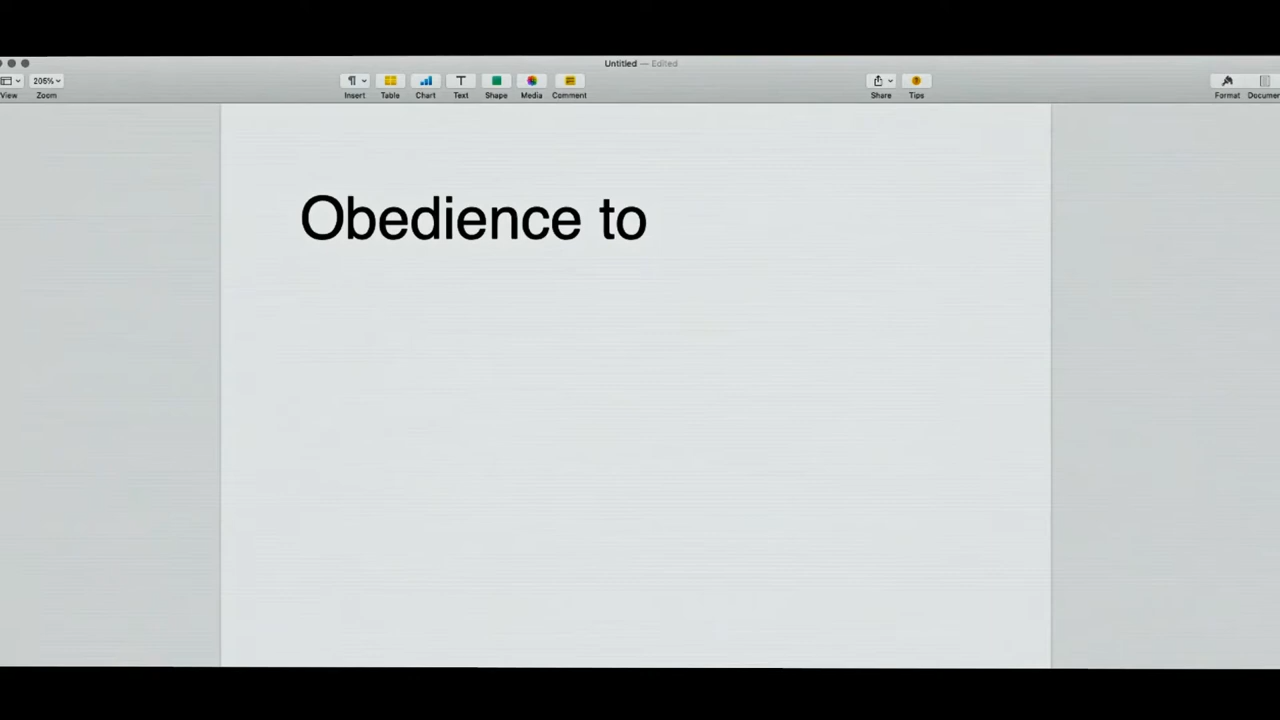 Untitled — Edited
205%
View Zoom Insert Table Chart Text Shape Media Comment Share Tips Format Documen
Obedience to